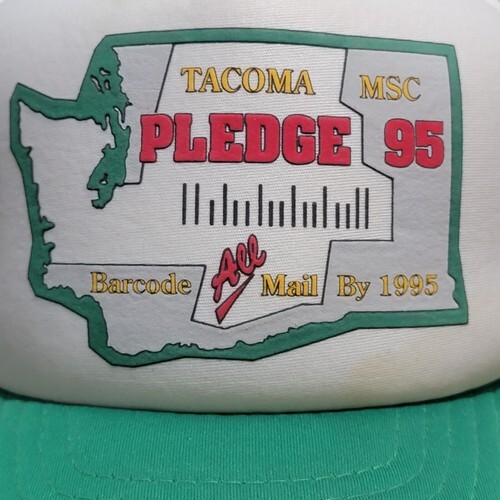 TACOMA MSC
PLEDGE 95
Barcode All Mail By 1995